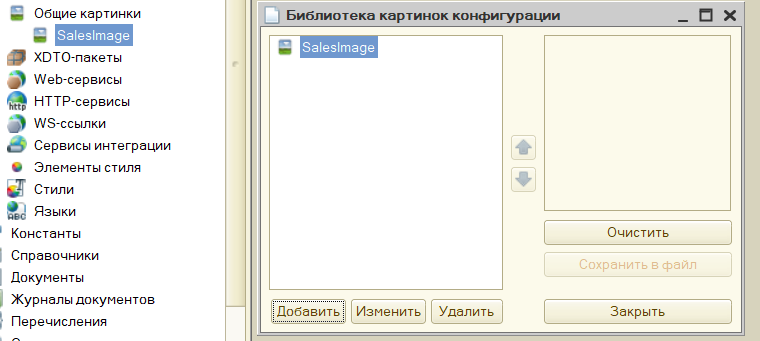 Общие картинки
SalesImage
XDTO-пакеты
Web-сервисы
HTTP-сервисы
WS-ссылки
Сервисы интеграции
Элементы стиля
Стили
Языки
Константы
Справочники
Документы
Журналы документов
Перечисления
Библиотека картинок конфигурации
SalesImage
Очистить
Сохранить в файл
Добавить Изменить Удалить Закрыть